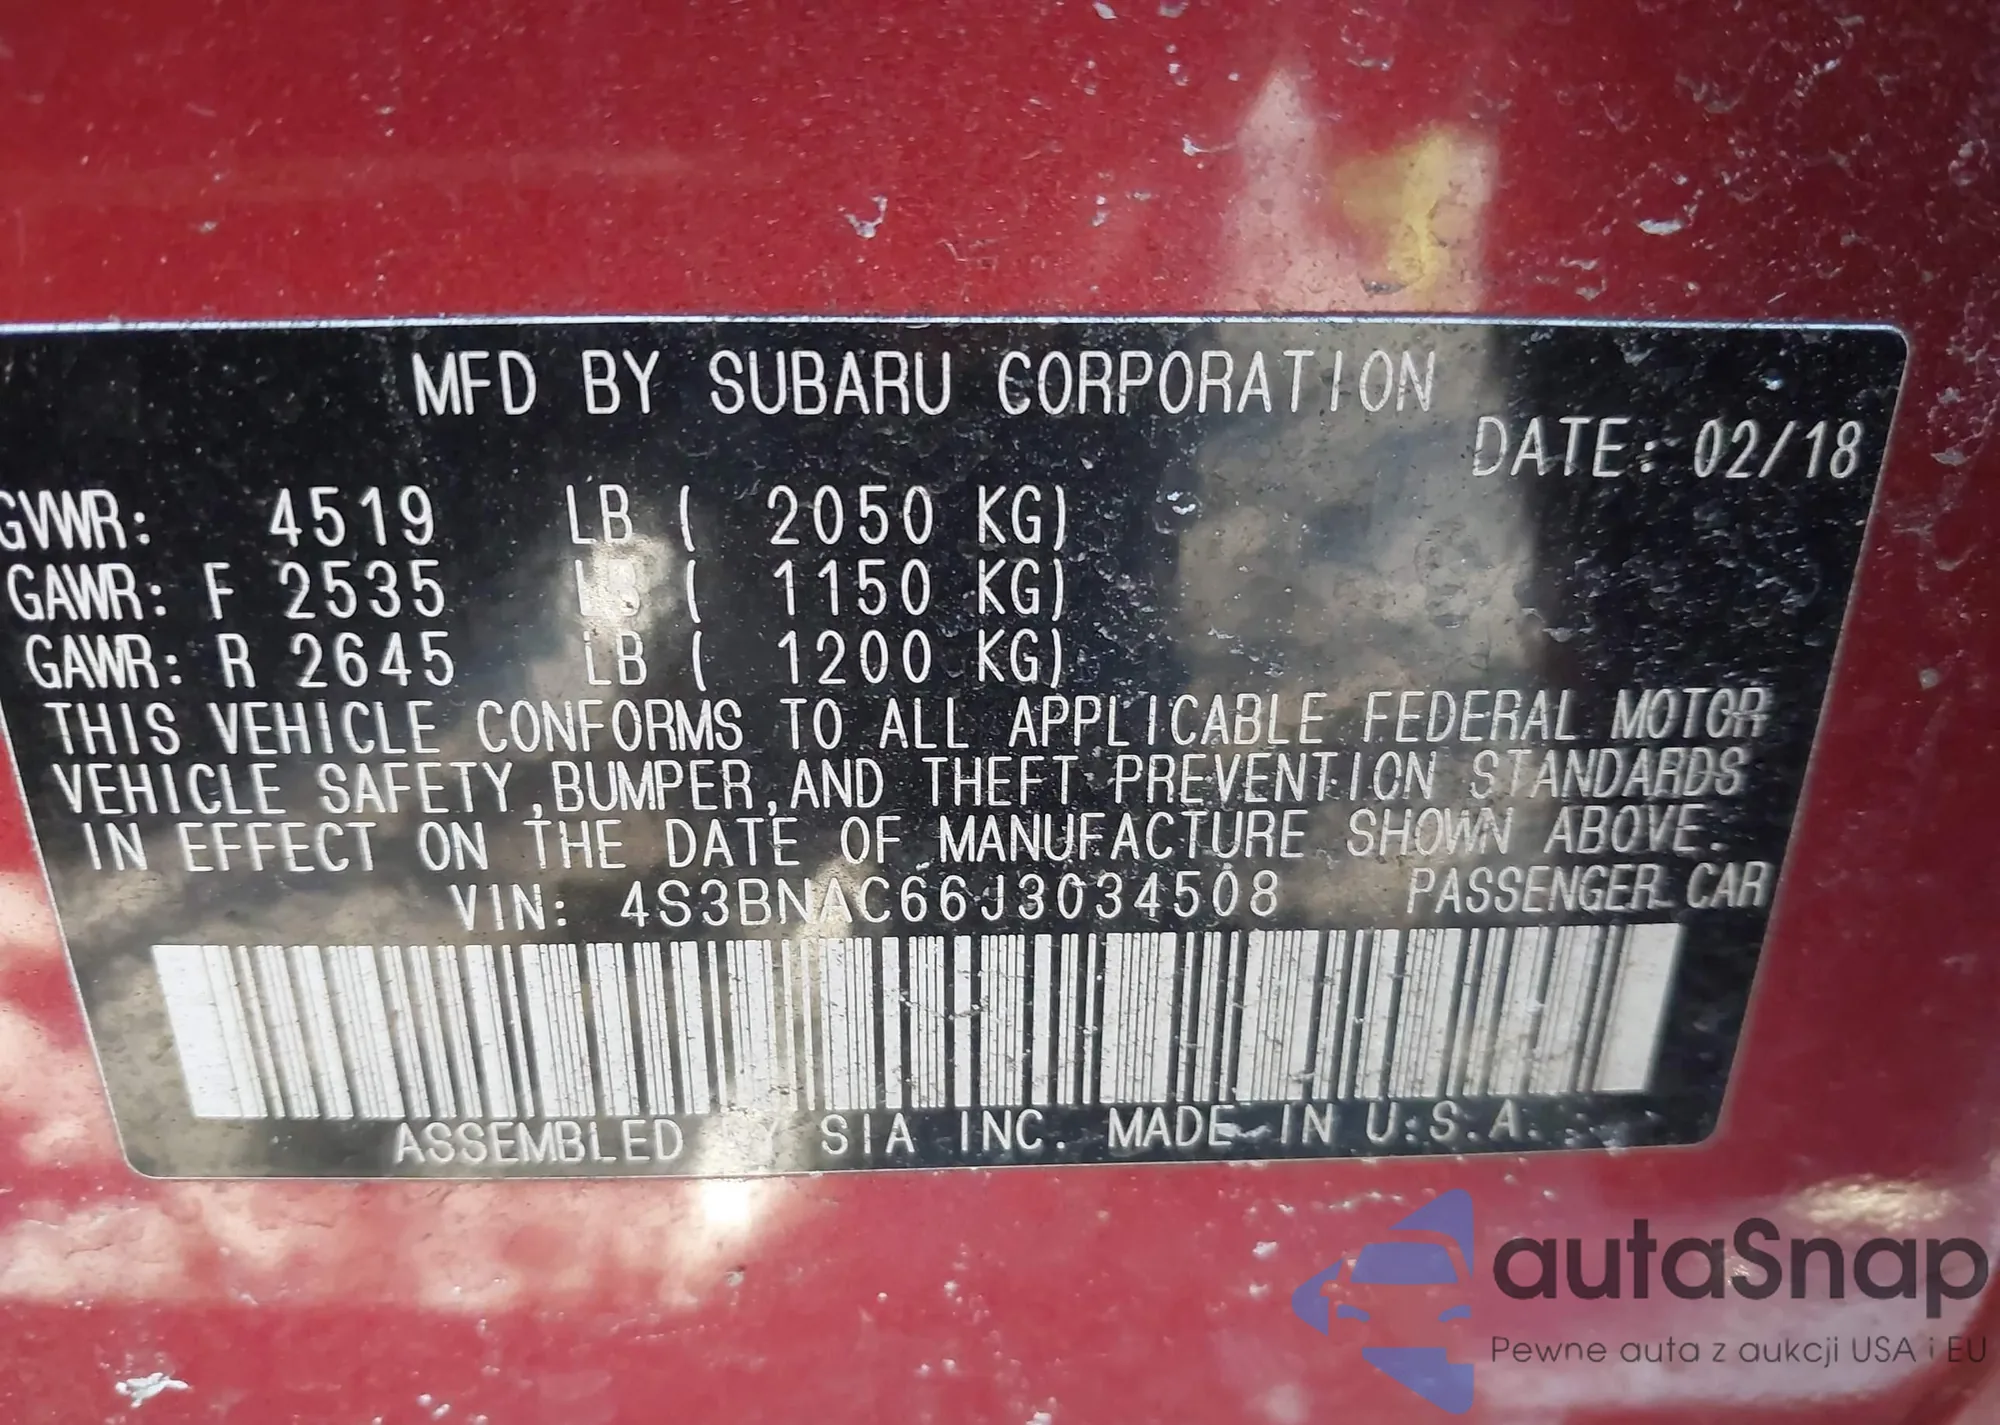 MFD BY SUBARU CORPORATION
DATE: 02/18
GVWR: 4519 LB ( 2050 KG)
GAWR: F 2535 LB ( 1150 KG)
GAWR: R 2645 LB ( 1200 KG)
THIS VEHICLE CONFORMS TO ALL APPLICABLE FEDERAL MOTOR
VEHICLE SAFETY,BUMPER,AND THEFT PREVENTION STANDARDS
IN EFFECT ON THE DATE OF MANUFACTURE SHOWN ABOVE.
VIN: 4S3BNAC66J3034508 PASSENGER CAR
ASSEMBLED BY SIA INC. MADE IN U.S.A.
autaSnap
Pewne auta z aukcji USA i EU